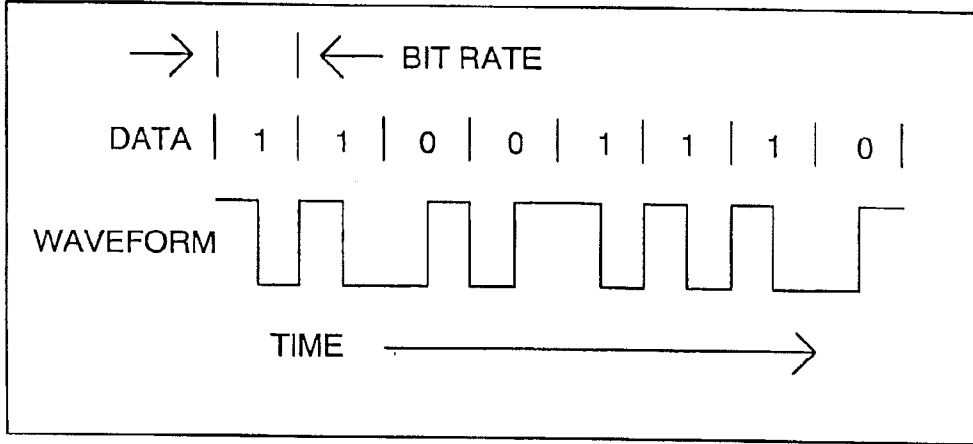 BIT RATE
DATA | 1 | 1 | 0 | 0 | 1 | 1 | 1 | 0 |
WAVEFORM
TIME